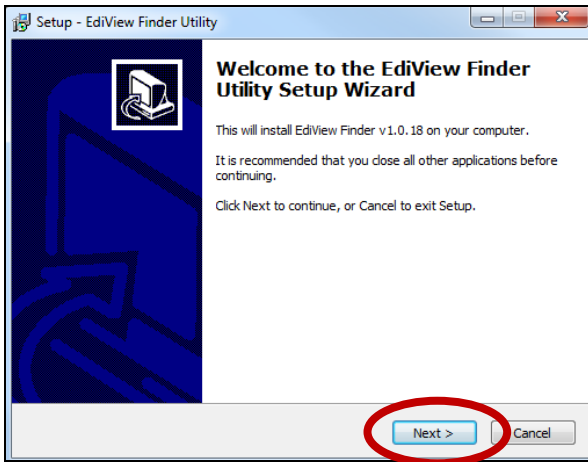 Setup - EdiView Finder Utility
Welcome to the EdiView Finder
Utility Setup Wizard
This will install EdiView Finder v1.0.18 on your computer.
It is recommended that you close all other applications before
continuing.
Click Next to continue, or Cancel to exit Setup.
Next >
Cancel